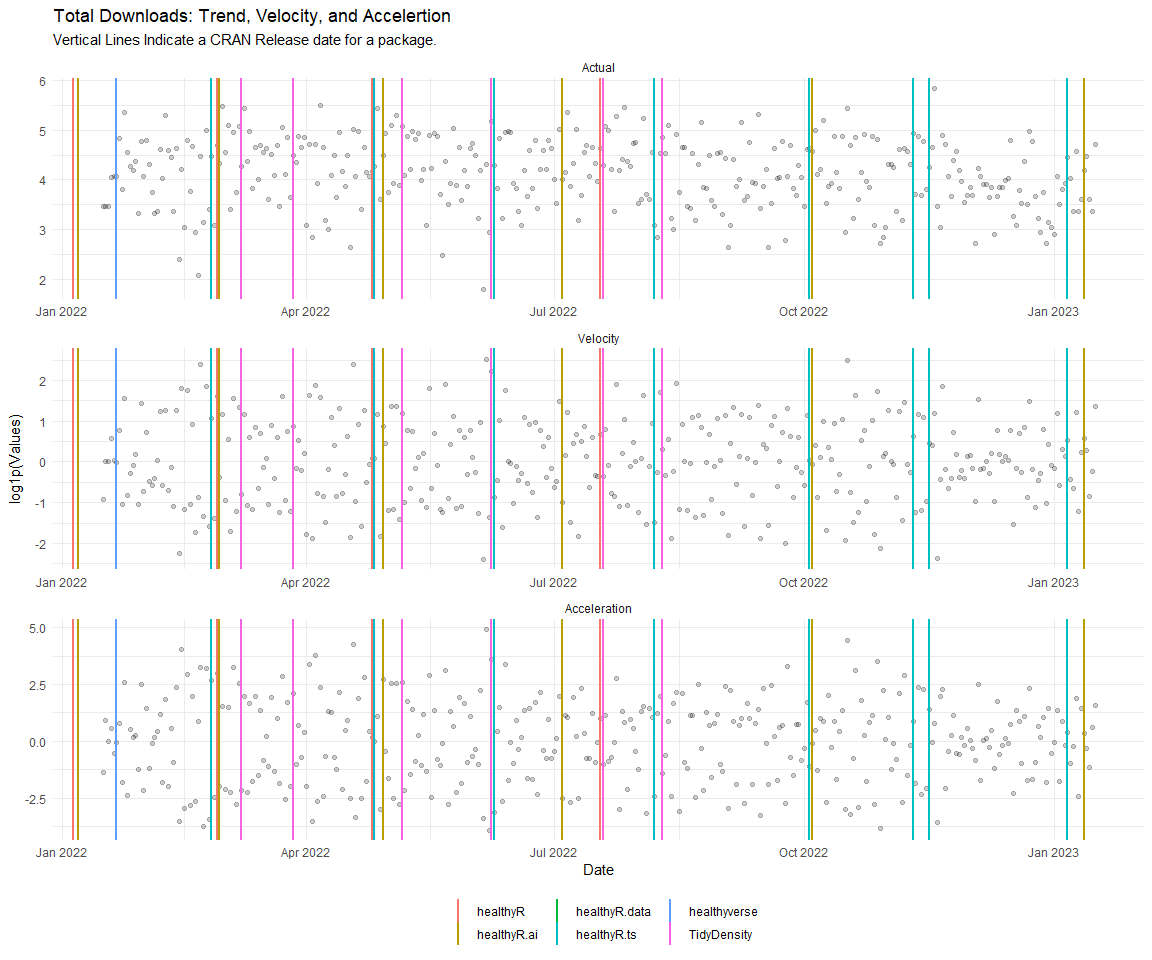 Total Downloads: Trend, Velocity, and Accelertion
Vertical Lines Indicate a CRAN Release date for a package.
Actual
6
5
4
3
2
Jan 2022 Apr 2022 Jul 2022 Oct 2022 Jan 2023
Velocity
2
1
0
-1
-2
Jan 2022 Apr 2022 Jul 2022 Oct 2022 Jan 2023
log1p(Values)
Acceleration
5.0
2.5
0.0
-2.5
Jan 2022 Apr 2022 Jul 2022 Oct 2022 Jan 2023
Date
healthyR healthyR.data healthyverse
healthyR.ai healthyR.ts TidyDensity